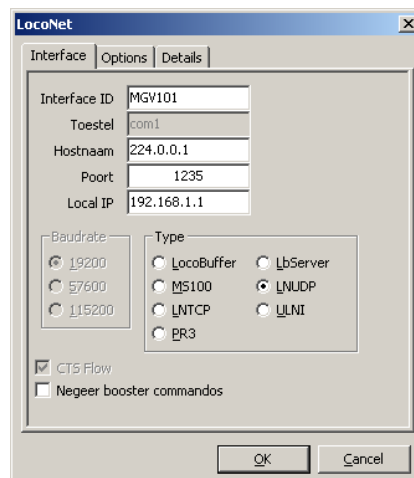 LocoNet
Interface Options Details
Interface ID MGV101
Toestel com1
Hostnaam 224.0.0.1
Poort 1235
Local IP 192.168.1.1
Baudrate
19200
57600
115200
Type
LocoBuffer LbServer
MS100 LNUDP
LNTCP ULNI
PR3
CTS Flow
Negeer booster commandos
OK Cancel